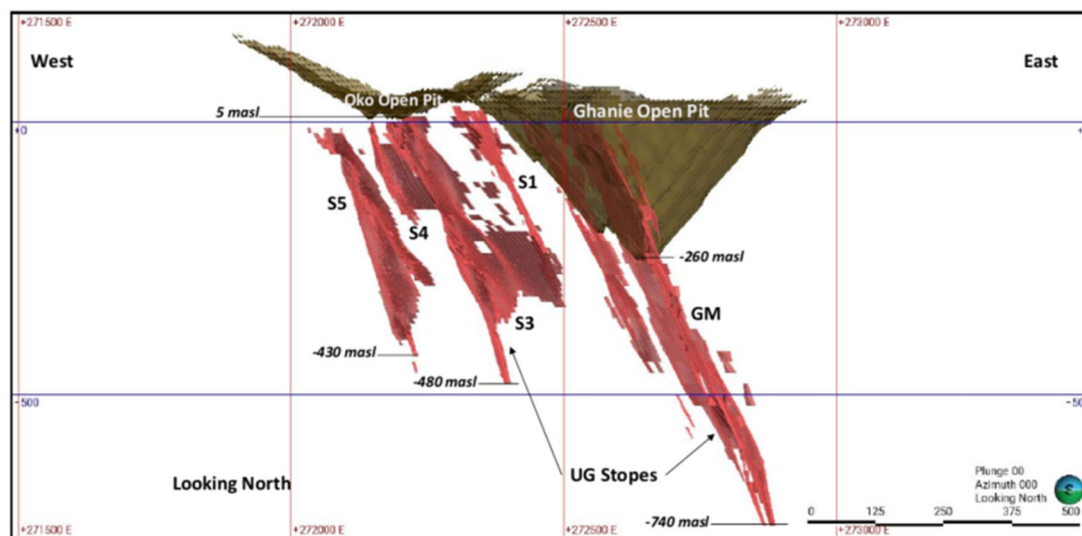 +271500 E
+272000 E
+272500 E
+273000 E
West
East
Oko Open Pit
Ghanie Open Pit
5 masl
+0
S1
S5
S4
-260 masl
GM
S3
-430 masl
-480 masl
-500
UG Stopes
Looking North
Plunge 00
Azimuth 000
Looking North
S
0 125 250 375 500
-740 masl
+271500 E
+272000 E
+272500 E
+273000 E